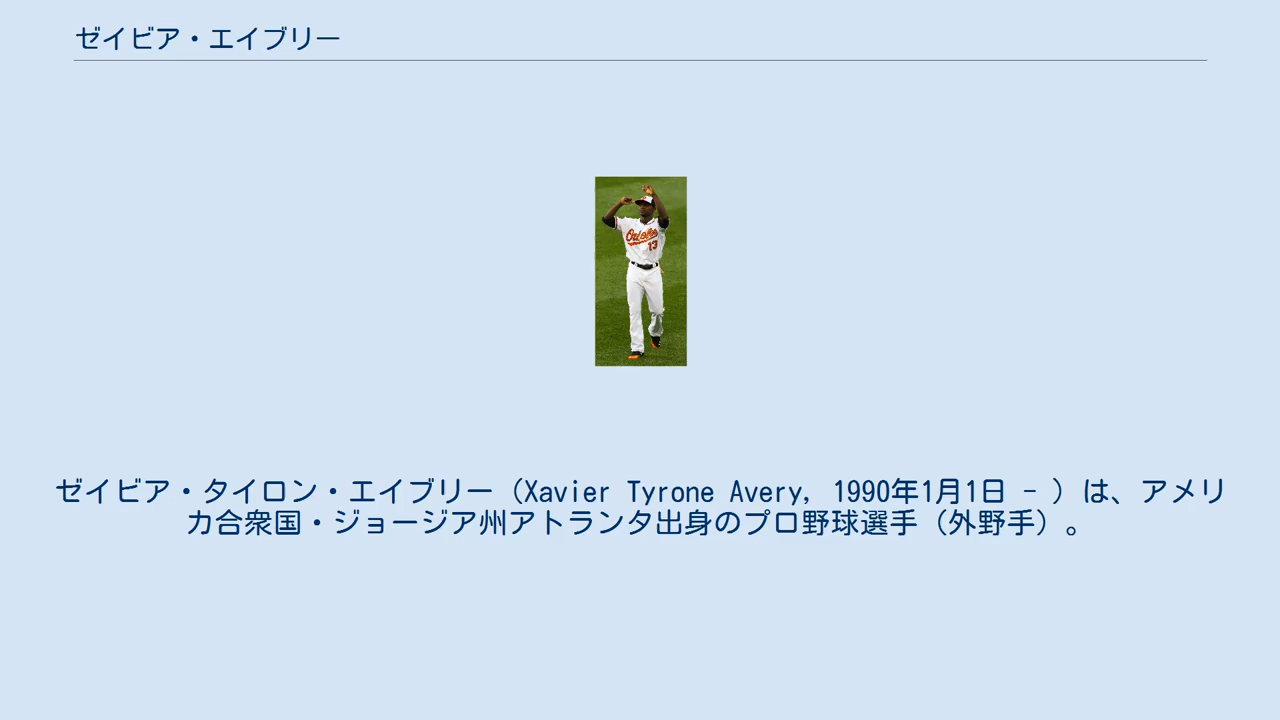 ゼイビア・エイブリー
Orioles
13
ゼイビア・タイロン・エイブリー（Xavier Tyrone Avery, 1990年1月1日 - ）は、アメリ
カ合衆国・ジョージア州アトランタ出身のプロ野球選手（外野手）。